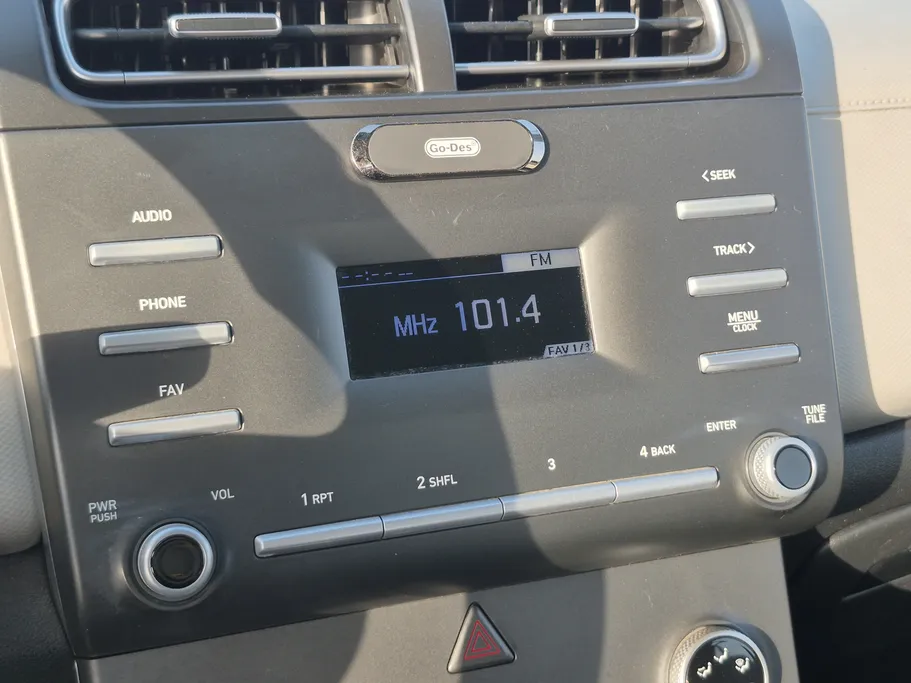 Go-Des
<SEEK
AUDIO
TRACK>
FM
--:-- --
PHONE
MHz 101.4
MENU
CLOCK
FAV 1/3
FAV
TUNE
FILE
ENTER
4 BACK
3
2 SHFL
1 RPT
VOL
PWR
PUSH